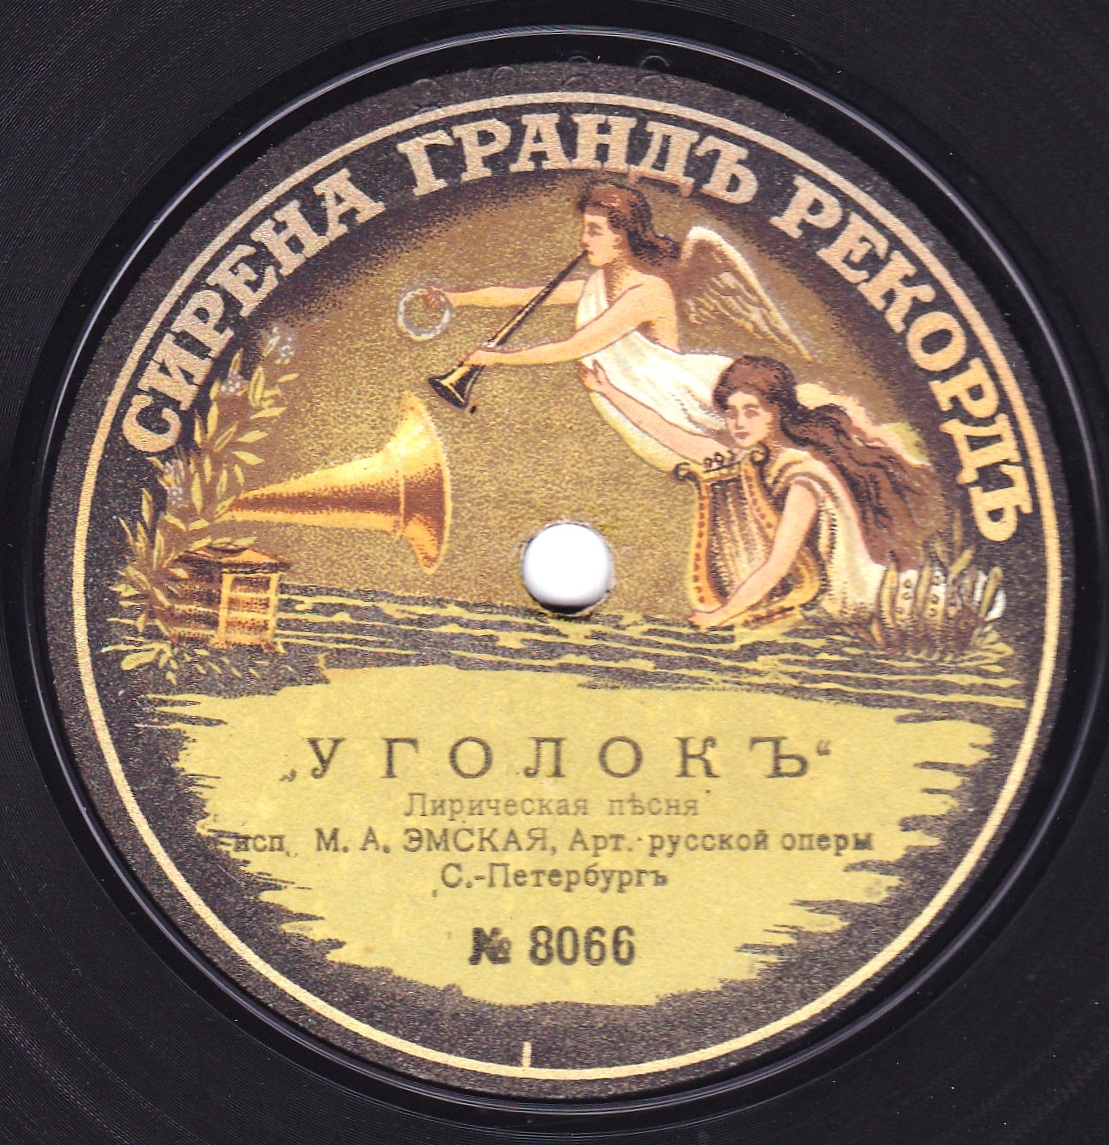 СИРЕНА ГРАНДЪ РЕКОРДЪ
„УГОЛОКЪ“
Лирическая пѣсня
исп. М. А. ЭМСКАЯ, Арт. русской оперы
С.-Петербургъ
№ 8066